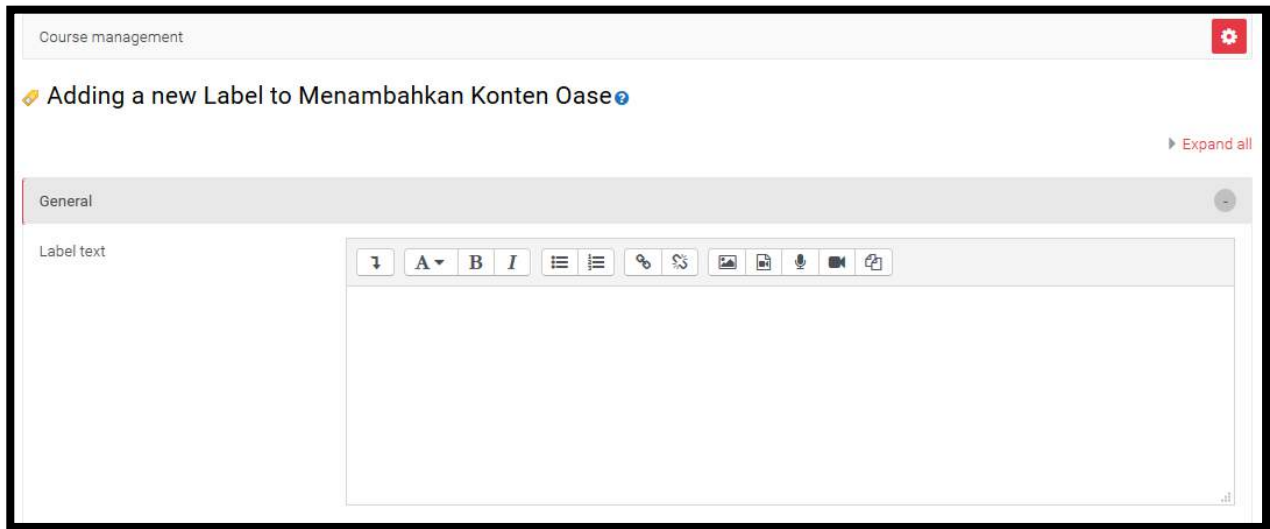 Course management
Adding a new Label to Menambahkan Konten Oase
Expand all
General
Label text
A B I